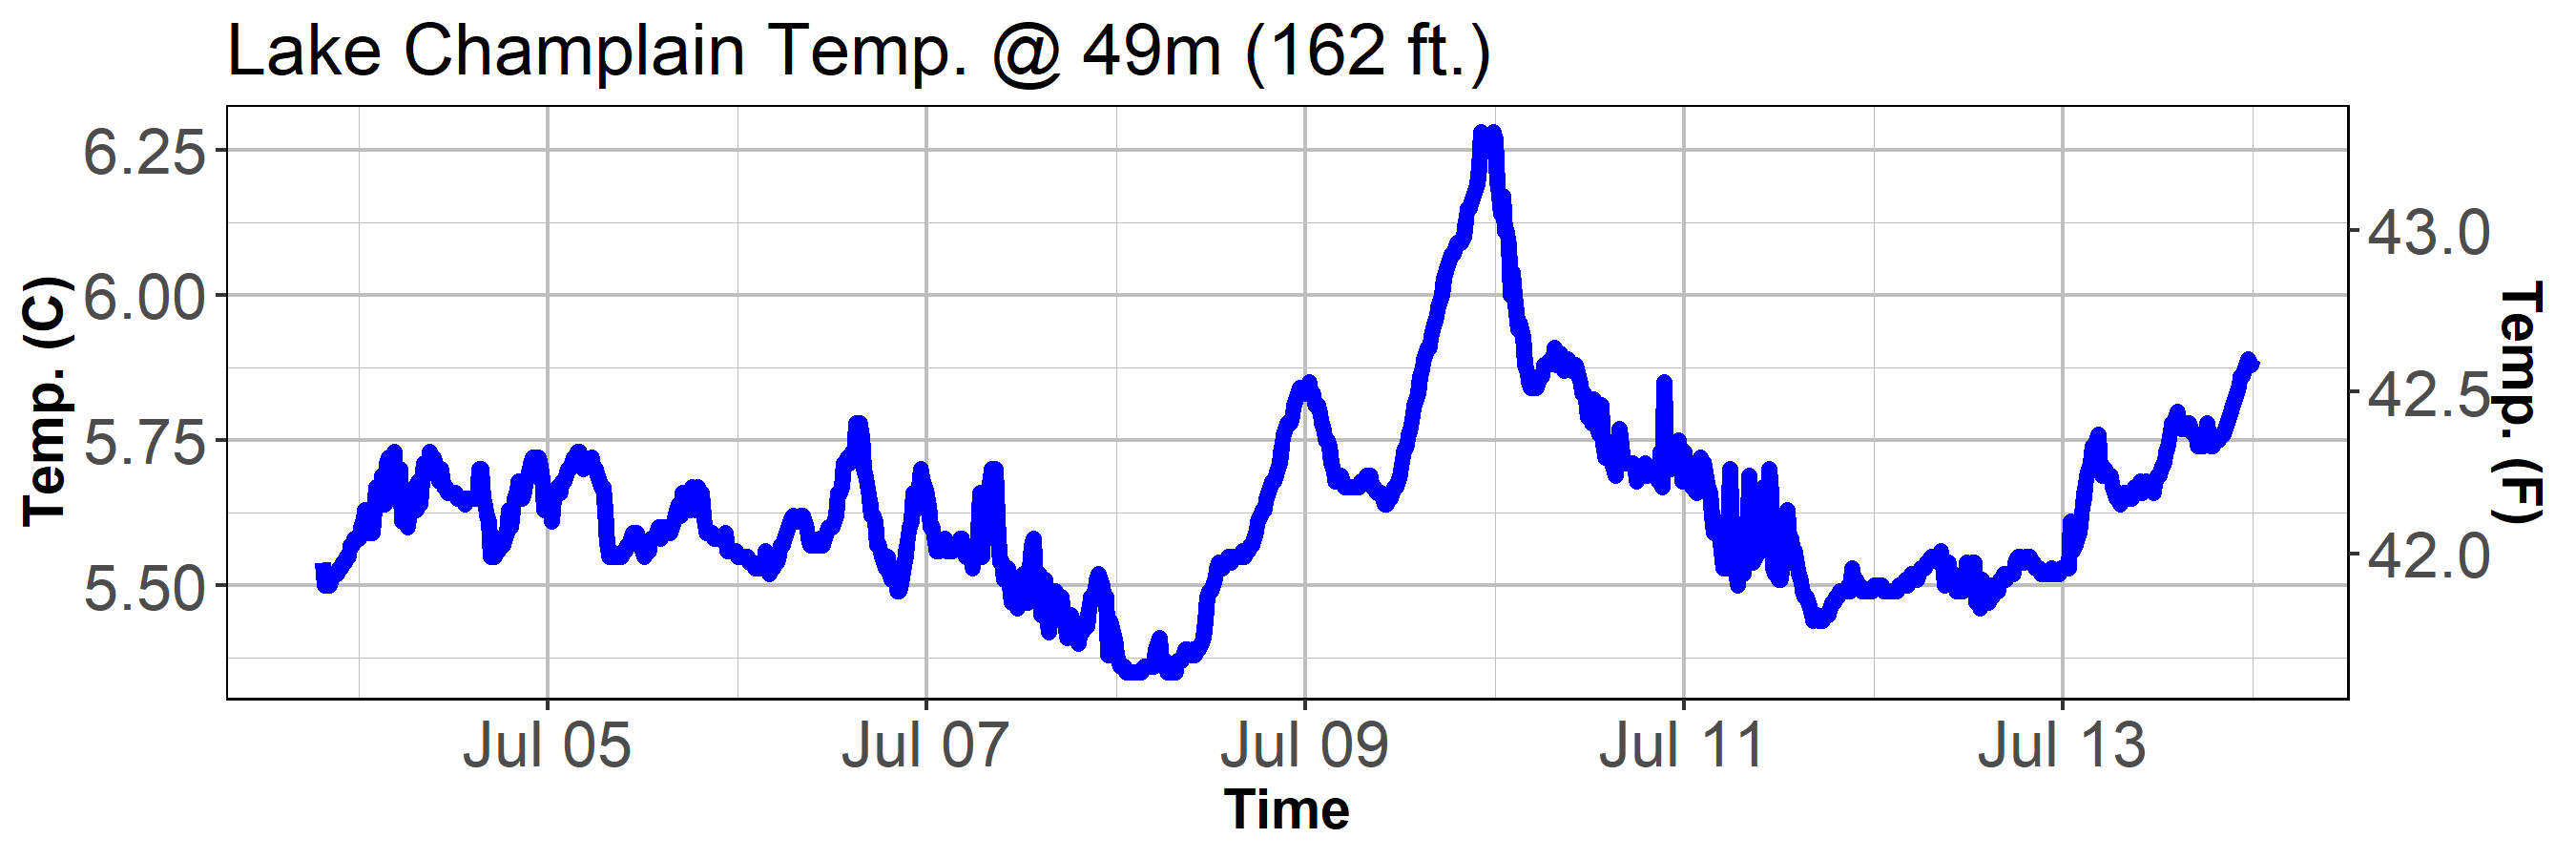 Lake Champlain Temp. @ 49m (162 ft.)
Temp. (C)
6.25
6.00
5.75
5.50
43.0
42.5
42.0
Temp. (F)
Jul 05 Jul 07 Jul 09 Jul 11 Jul 13
Time